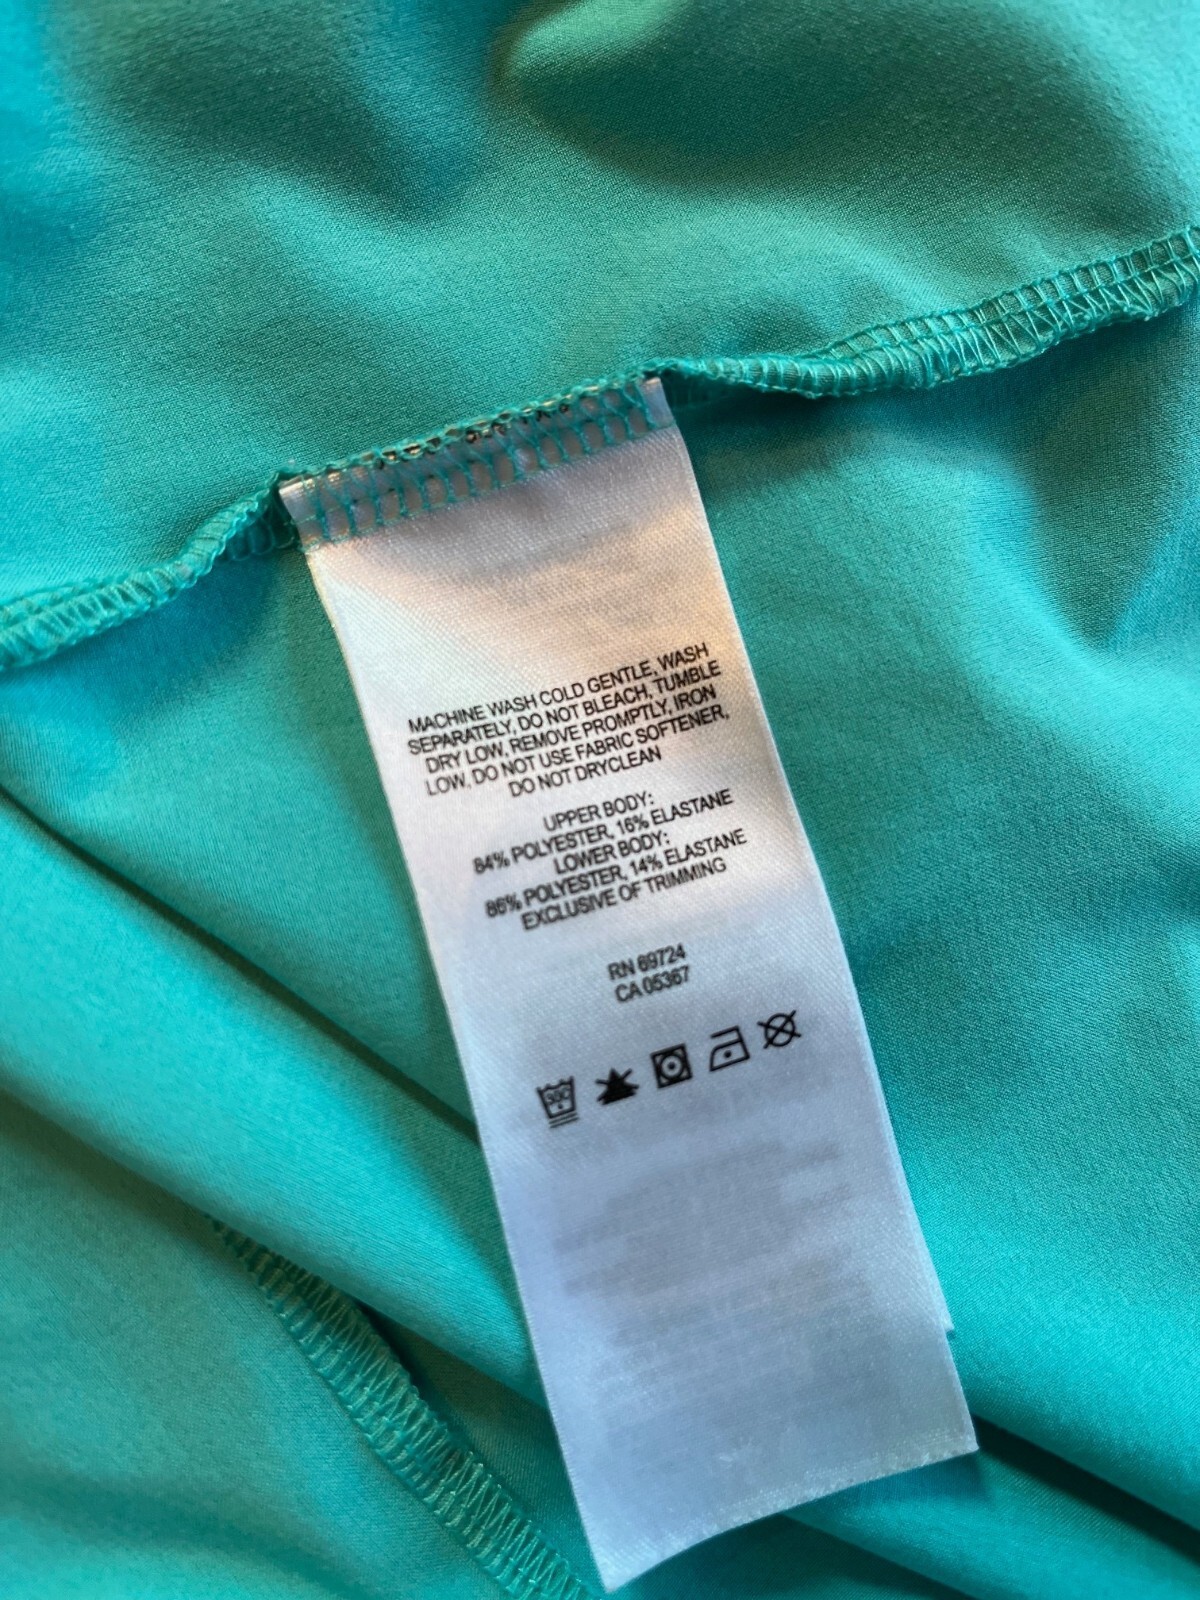 MACHINE WASH COLD GENTLE, WASH
SEPARATELY, DO NOT BLEACH, TUMBLE
DRY LOW, REMOVE PROMPTLY, IRON
LOW, DO NOT USE FABRIC SOFTENER,
DO NOT DRYCLEAN
UPPER BODY:
84% POLYESTER, 16% ELASTANE
LOWER BODY:
86% POLYESTER, 14% ELASTANE
EXCLUSIVE OF TRIMMING
RN 69724
CA 05367
30C